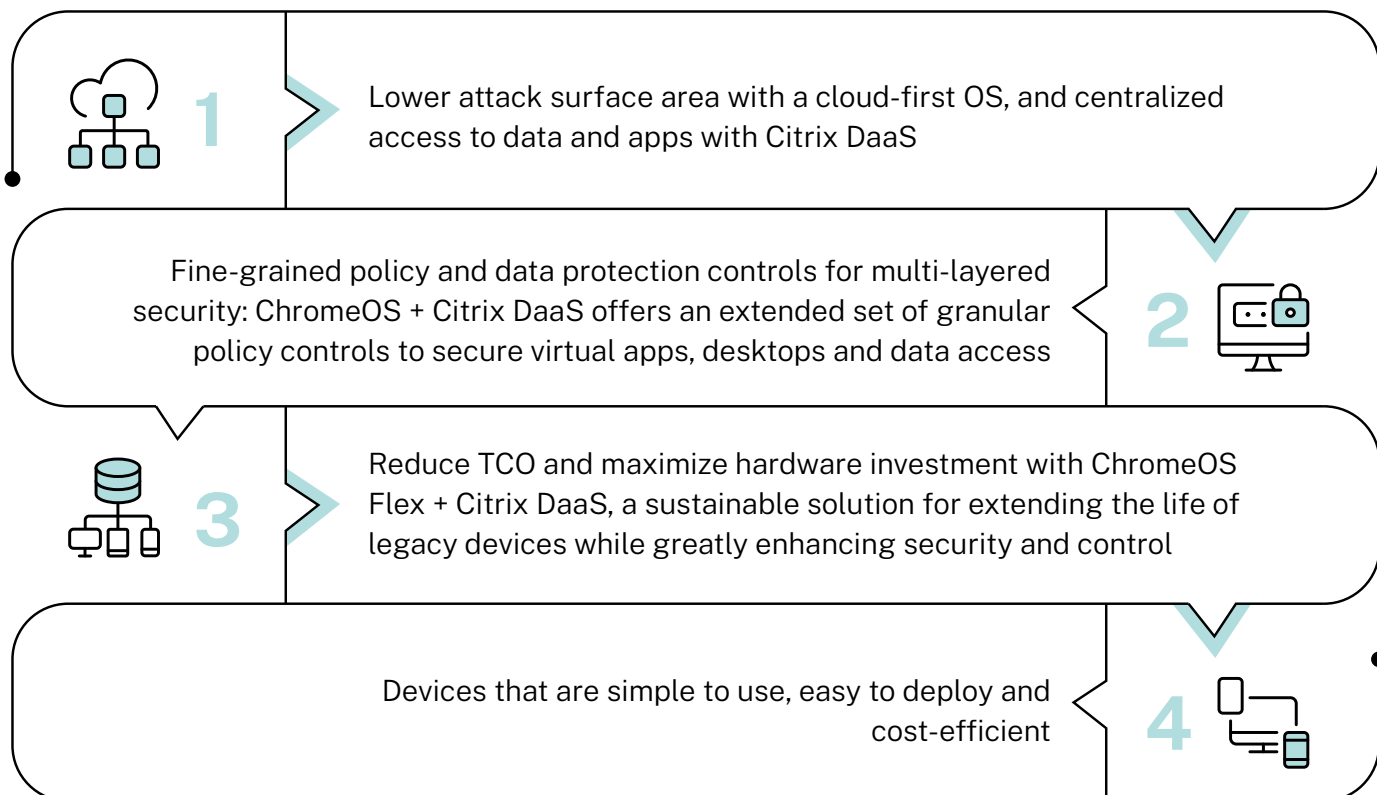 1
Lower attack surface area with a cloud-first OS, and centralized
access to data and apps with Citrix DaaS
Fine-grained policy and data protection controls for multi-layered
security: ChromeOS + Citrix DaaS offers an extended set of granular
policy controls to secure virtual apps, desktops and data access
2
3
Reduce TCO and maximize hardware investment with ChromeOS
Flex + Citrix DaaS, a sustainable solution for extending the life of
legacy devices while greatly enhancing security and control
Devices that are simple to use, easy to deploy and
cost-efficient
4